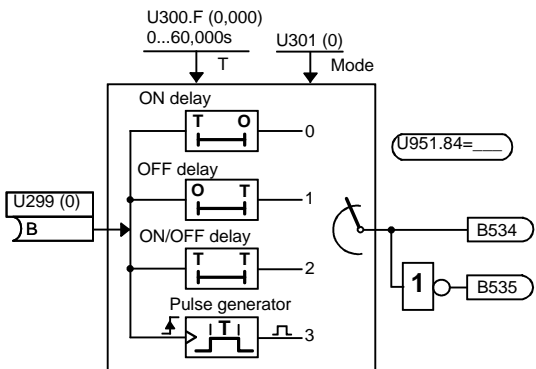 U300.F (0,000)
0...60,000s
T
U301 (0)
Mode
ON delay
T O
0
U951.84=___
OFF delay
O T
1
U299 (0)
B
ON/OFF delay
T T
2
B534
1
B535
Pulse generator
T
3